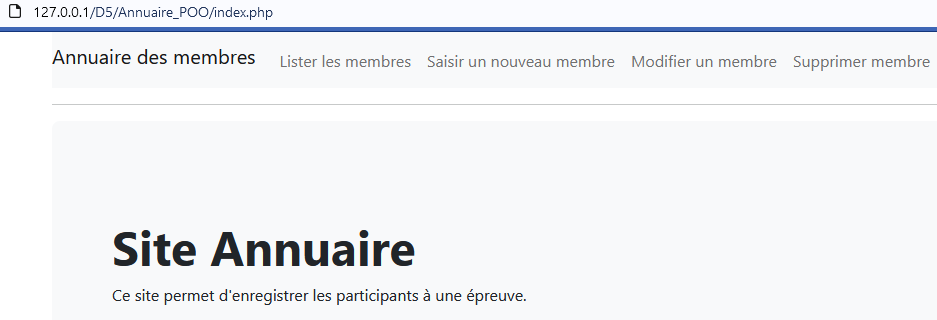 127.0.0.1/D5/Annuaire_POO/index.php
Annuaire des membres Lister les membres Saisir un nouveau membre Modifier un membre Supprimer membre
Site Annuaire
Ce site permet d'enregistrer les participants à une épreuve.